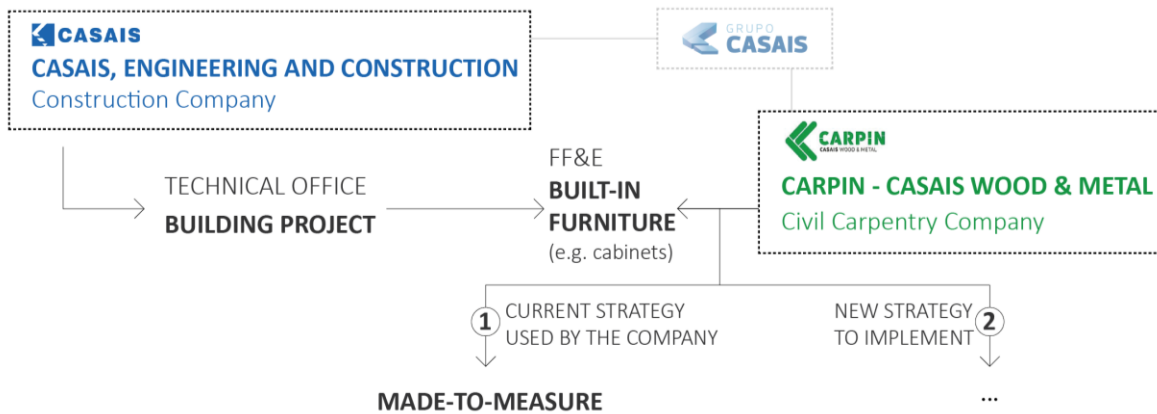 CASAIS
CASAIS, ENGINEERING AND CONSTRUCTION
Construction Company
GRUPO
CASAIS
CARPIN
CASAIS WOOD & METAL
CARPIN - CASAIS WOOD & METAL
Civil Carpentry Company
TECHNICAL OFFICE
BUILDING PROJECT
FF&E
BUILT-IN
FURNITURE
(e.g. cabinets)
1
CURRENT STRATEGY
USED BY THE COMPANY
NEW STRATEGY
TO IMPLEMENT
2
MADE-TO-MEASURE
...